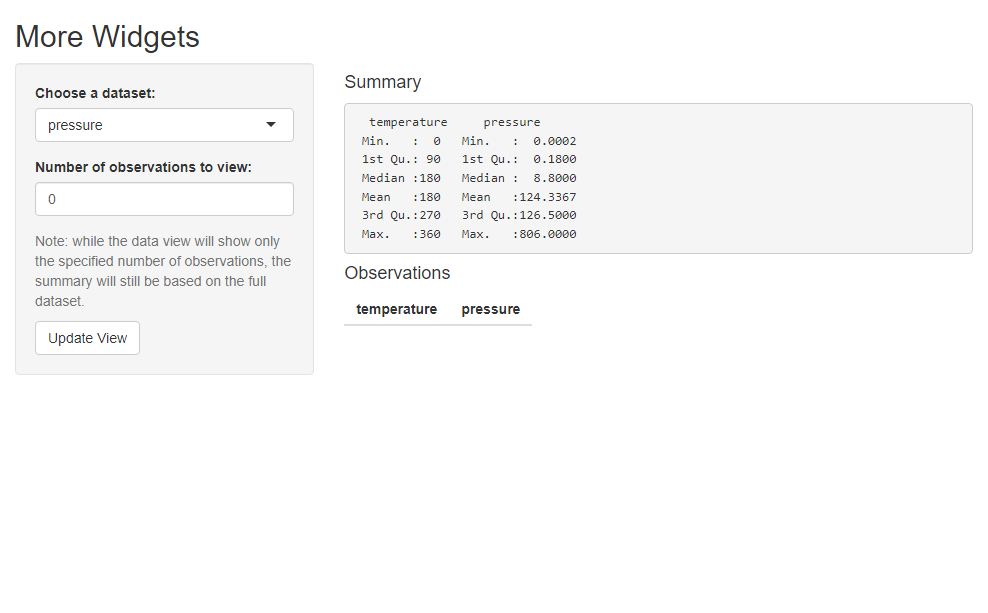 More Widgets
Choose a dataset:
pressure
Number of observations to view:
0
Note: while the data view will show only
the specified number of observations, the
summary will still be based on the full
dataset.
Update View
Summary
temperature pressure
Min. : 0 Min. : 0.0002
1st Qu.: 90 1st Qu.: 0.1800
Median :180 Median : 8.8000
Mean :180 Mean :124.3367
3rd Qu.:270 3rd Qu.:126.5000
Max. :360 Max. :806.0000
Observations
temperature pressure